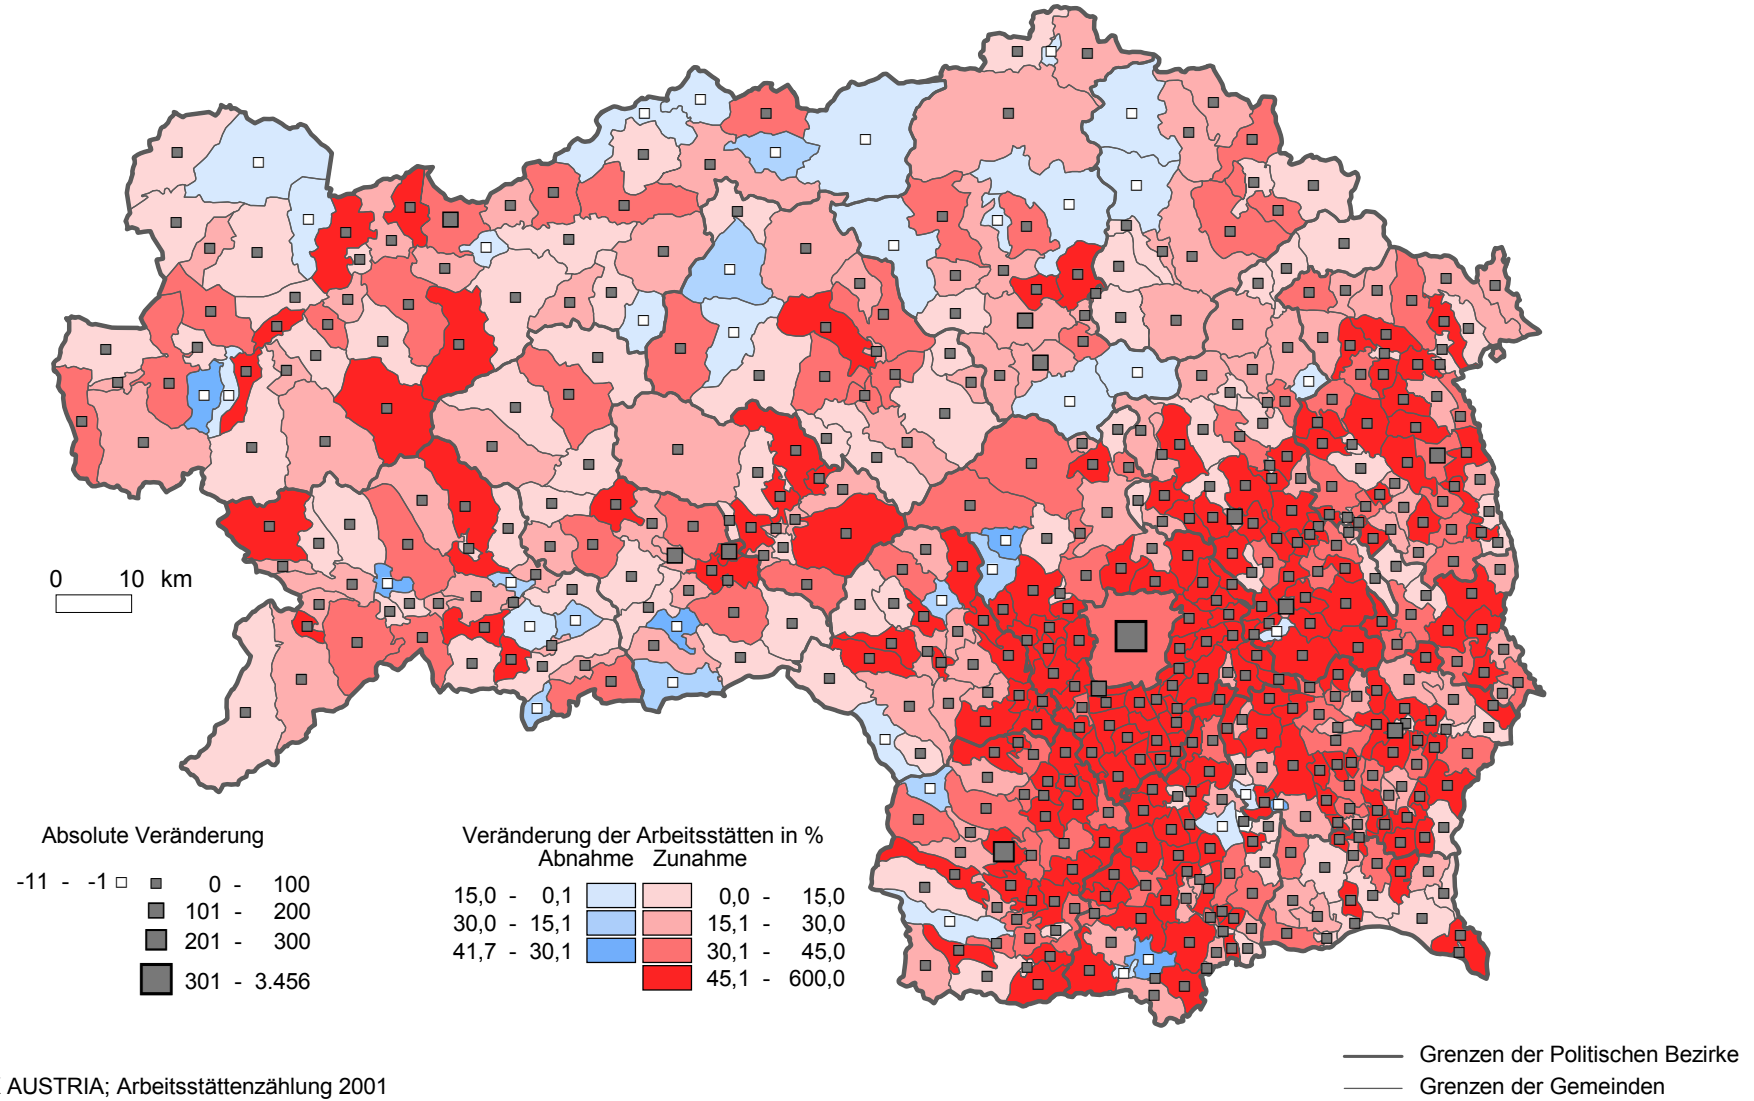 0 10 km
Absolute Veränderung
-11 - -1 0 - 100
101 - 200
201 - 300
301 - 3.456
Veränderung der Arbeitsstätten in %
Abnahme Zunahme
15,0 - 0,1 0,0 - 15,0
30,0 - 15,1 15,1 - 30,0
41,7 - 30,1 30,1 - 45,0
45,1 - 600,0
Grenzen der Politischen Bezirke
Grenzen der Gemeinden
AUSTRIA; Arbeitsstättenzählung 2001